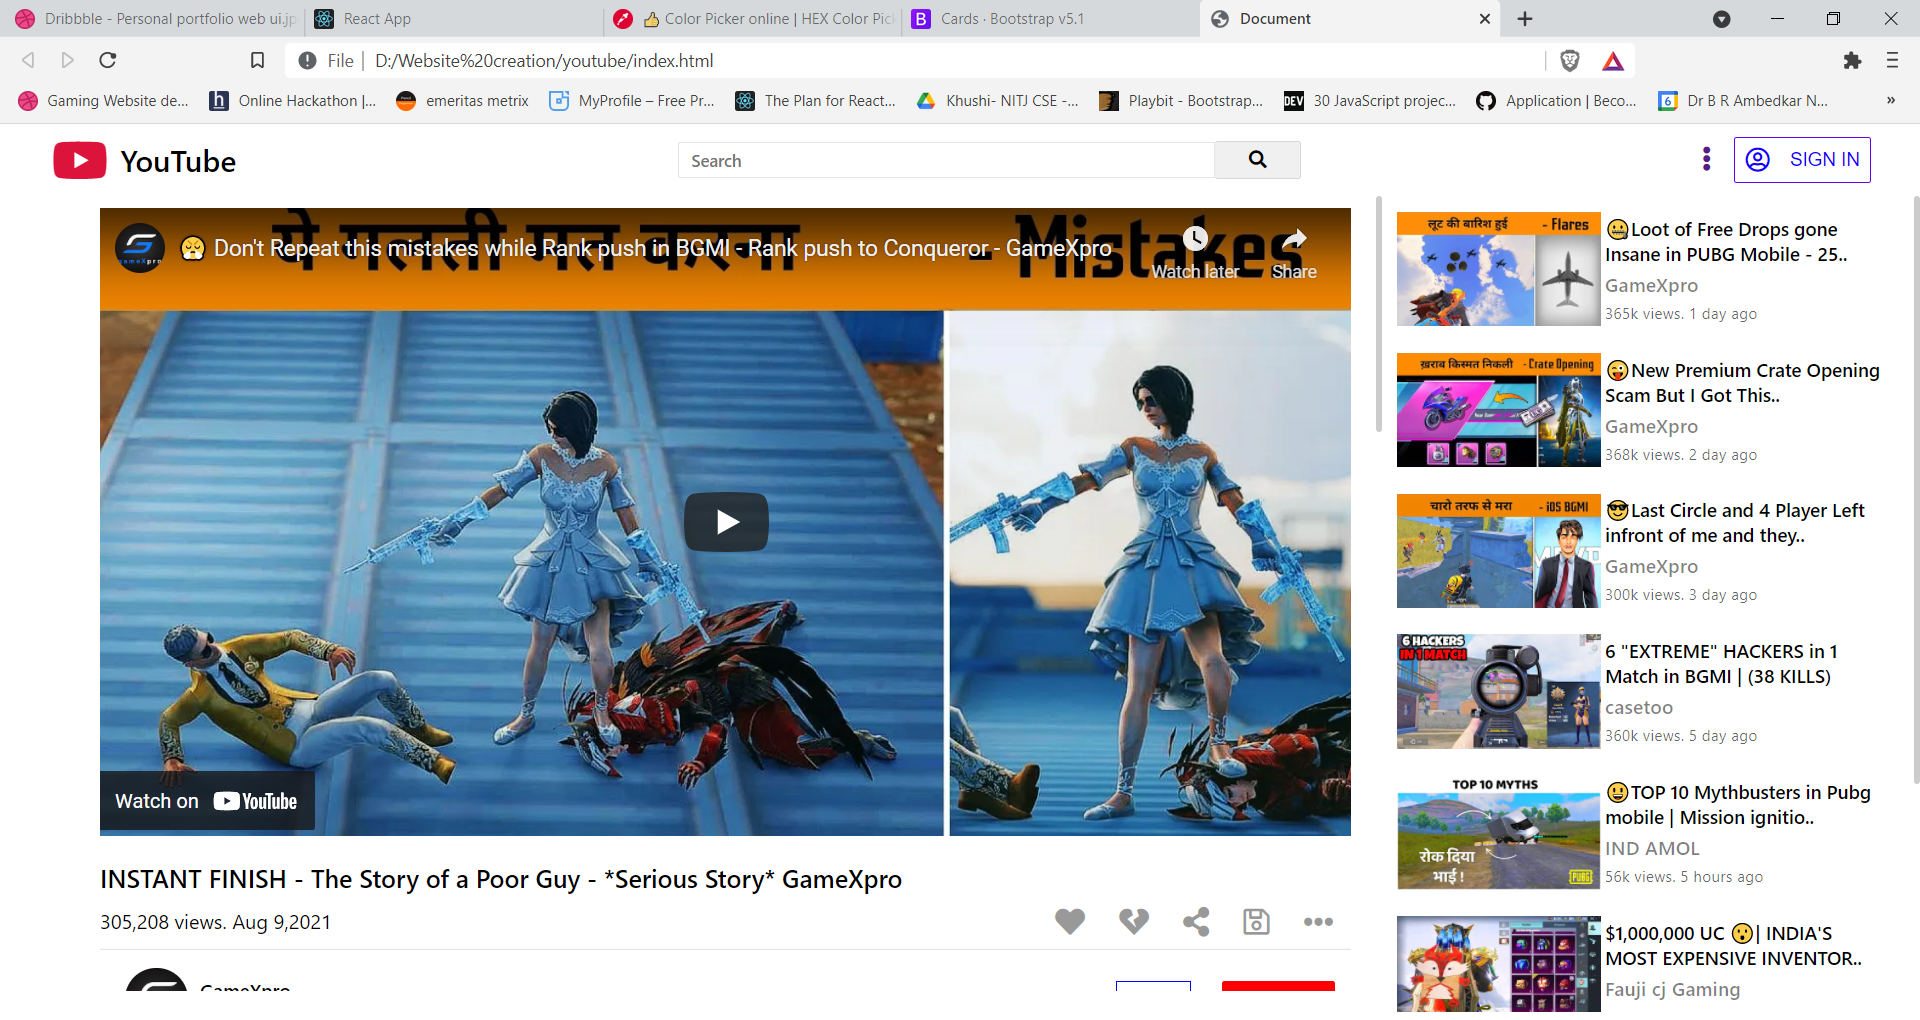 Dribbble - Personal portfolio web ui.jp
React App
👍 Color Picker online | HEX Color Pic
Cards · Bootstrap v5.1
Document
File | D:/Website%20creation/youtube/index.html
Gaming Website de...
Online Hackathon |...
emeritas metrix
MyProfile – Free Pr...
The Plan for React...
Khushi- NITJ CSE -...
Playbit - Bootstrap...
DEV 30 JavaScript projec...
Application | Beco...
6 Dr B R Ambedkar N...
»
YouTube
Search
SIGN IN
ये गलती मत करना - Mistakes
GameXpro
😤 Don't Repeat this mistakes while Rank push in BGMI - Rank push to Conqueror - GameXpro
Watch later
Share
Watch on YouTube
INSTANT FINISH - The Story of a Poor Guy - *Serious Story* GameXpro
305,208 views. Aug 9,2021
GameXpro
लूट की बारिश हुई - Flares
🤐Loot of Free Drops gone
Insane in PUBG Mobile - 25..
GameXpro
365k views. 1 day ago
ख़राब किस्मत निकली - Crate Opening
😜New Premium Crate Opening
Scam But I Got This..
GameXpro
368k views. 2 day ago
चारो तरफ से मरा - iOS BGMI
😎Last Circle and 4 Player Left
infront of me and they..
GameXpro
300k views. 3 day ago
6 HACKERS
IN 1 MATCH
6 "EXTREME" HACKERS in 1
Match in BGMI | (38 KILLS)
casetoo
360k views. 5 day ago
TOP 10 MYTHS
रोक दिया
भाई !
PUBG
😀TOP 10 Mythbusters in Pubg
mobile | Mission ignitio..
IND AMOL
56k views. 5 hours ago
$1,000,000 UC 😮| INDIA'S
MOST EXPENSIVE INVENTOR..
Fauji cj Gaming